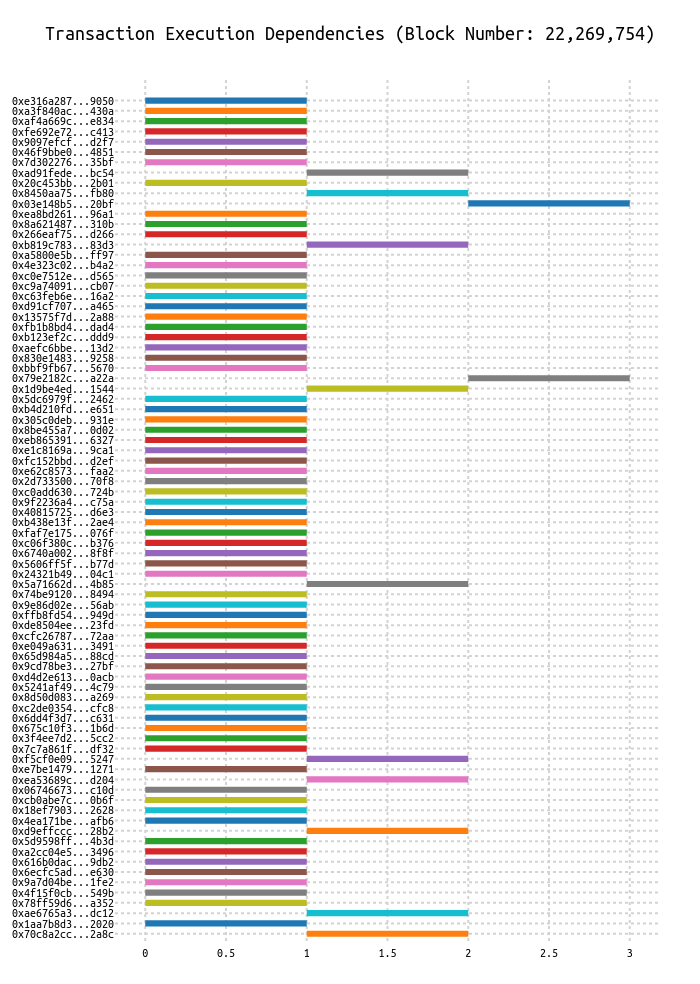 Transaction Execution Dependencies (Block Number: 22,269,754)
0xe316a287...9050
0xa3f840ac...430a
0xaf4a669c...e834
0xfe692e72...c413
0x9097efcf...d2f7
0x46f9bbe0...4851
0x7d302276...35bf
0xad91fede...bc54
0x20c453bb...2b01
0x8450aa75...fb80
0x03e148b5...20bf
0xea8bd261...96a1
0x8a621487...310b
0x266eaf75...d266
0xb819c783...83d3
0xa5800e5b...ff97
0x4e323c02...b4a2
0xc0e7512e...d565
0xc9a74091...cb07
0xc63feb6e...16a2
0xd91cf707...a465
0x13575f7d...2a88
0xfb1b8bd4...dad4
0xb123ef2c...ddd9
0xaefc6bbe...13d2
0x830e1483...9258
0xbbf9fb67...5670
0x79e2182c...a22a
0x1d9be4ed...1544
0x5dc6979f...2462
0xb4d210fd...e651
0x305c0deb...931e
0x8be455a7...0d02
0xeb865391...6327
0xe1c8169a...9ca1
0xfc152bbd...d2ef
0xe62c8573...faa2
0x2d733500...70f8
0xc0add630...724b
0x9f2236a4...c75a
0x40815725...d6e3
0xb438e13f...2ae4
0xfaf7e175...076f
0xc06f380c...b376
0x6740a002...8f8f
0x5606ff5f...b77d
0x24321b49...04c1
0x5a71662d...4b85
0x74be9120...8494
0x9e86d02e...56ab
0xffb8fd54...949d
0xde8504ee...23fd
0xcfc26787...72aa
0xe049a631...3491
0x65d984a5...88cd
0x9cd78be3...27bf
0xd4d2e613...0acb
0x5241af49...4c79
0x8d50d083...a269
0xc2de0354...cfc8
0x6dd4f3d7...c631
0x675c10f3...1b6d
0x3f4ee7d2...5cc2
0x7c7a861f...df32
0xf5cf0e09...5247
0xe7be1479...1271
0xea53689c...d204
0x06746673...c10d
0xcb0abe7c...0b6f
0x18ef7903...2628
0x4ea171be...afb6
0xd9effccc...28b2
0x5d9598ff...4b3d
0xa2cc04e5...3496
0x616b0dac...9db2
0x6ecfc5ad...e630
0x9a7d04be...1fe2
0x4f15f0cb...549b
0x78ff59d6...a352
0xae6765a3...dc12
0x1aa7b8d3...2020
0x70c8a2cc...2a8c
0 0.5 1 1.5 2 2.5 3